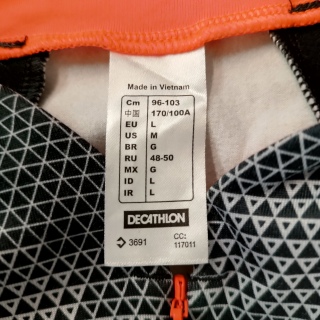 Made in Vietnam
Cm 96-103
中国 170/100A
EU L
US M
BR G
RU 48-50
MX G
ID L
IR L
DECATHLON
3691 CC:
117011